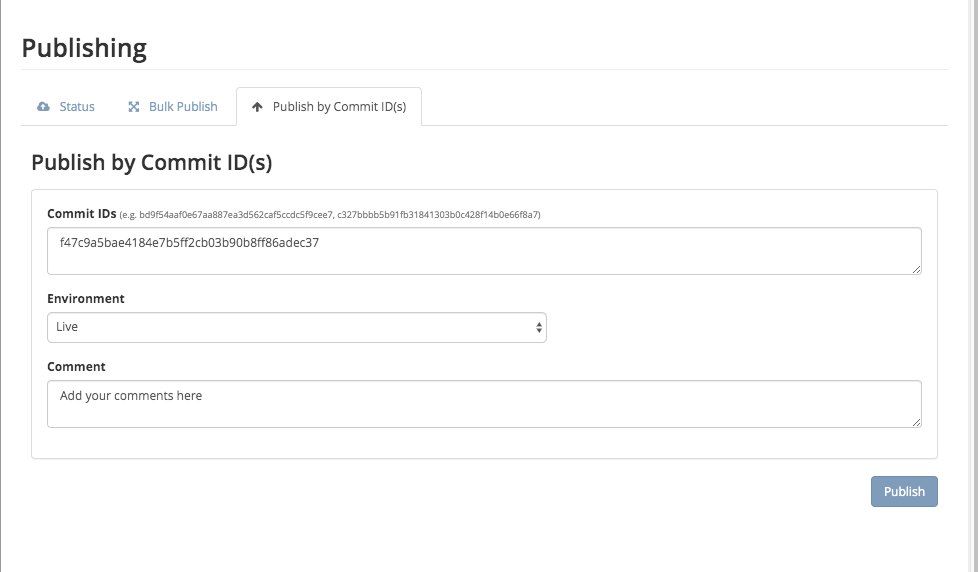 Publishing
Status Bulk Publish Publish by Commit ID(s)
Publish by Commit ID(s)
Commit IDs (e.g. bd9f54aaf0e67aa887ea3d562caf5ccdc5f9cee7, c327bbbb5b91fb31841303b0c428f14b0e66f8a7)
f47c9a5bae4184e7b5ff2cb03b90b8ff86adec37
Environment
Live
Comment
Add your comments here
Publish